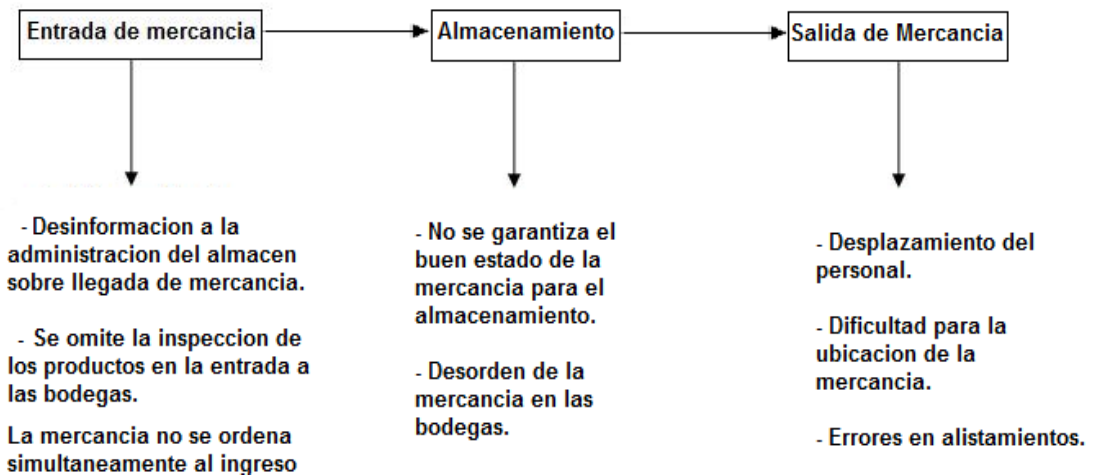 Entrada de mercancia
Almacenamiento
Salida de Mercancia
- Desinformacion a la
administracion del almacen
sobre llegada de mercancia.
- Se omite la inspeccion de
los productos en la entrada a
las bodegas.
La mercancia no se ordena
simultaneamente al ingreso
- No se garantiza el
buen estado de la
mercancia para el
almacenamiento.
- Desorden de la
mercancia en las
bodegas.
- Desplazamiento del
personal.
- Dificultad para la
ubicacion de la
mercancia.
- Errores en alistamientos.